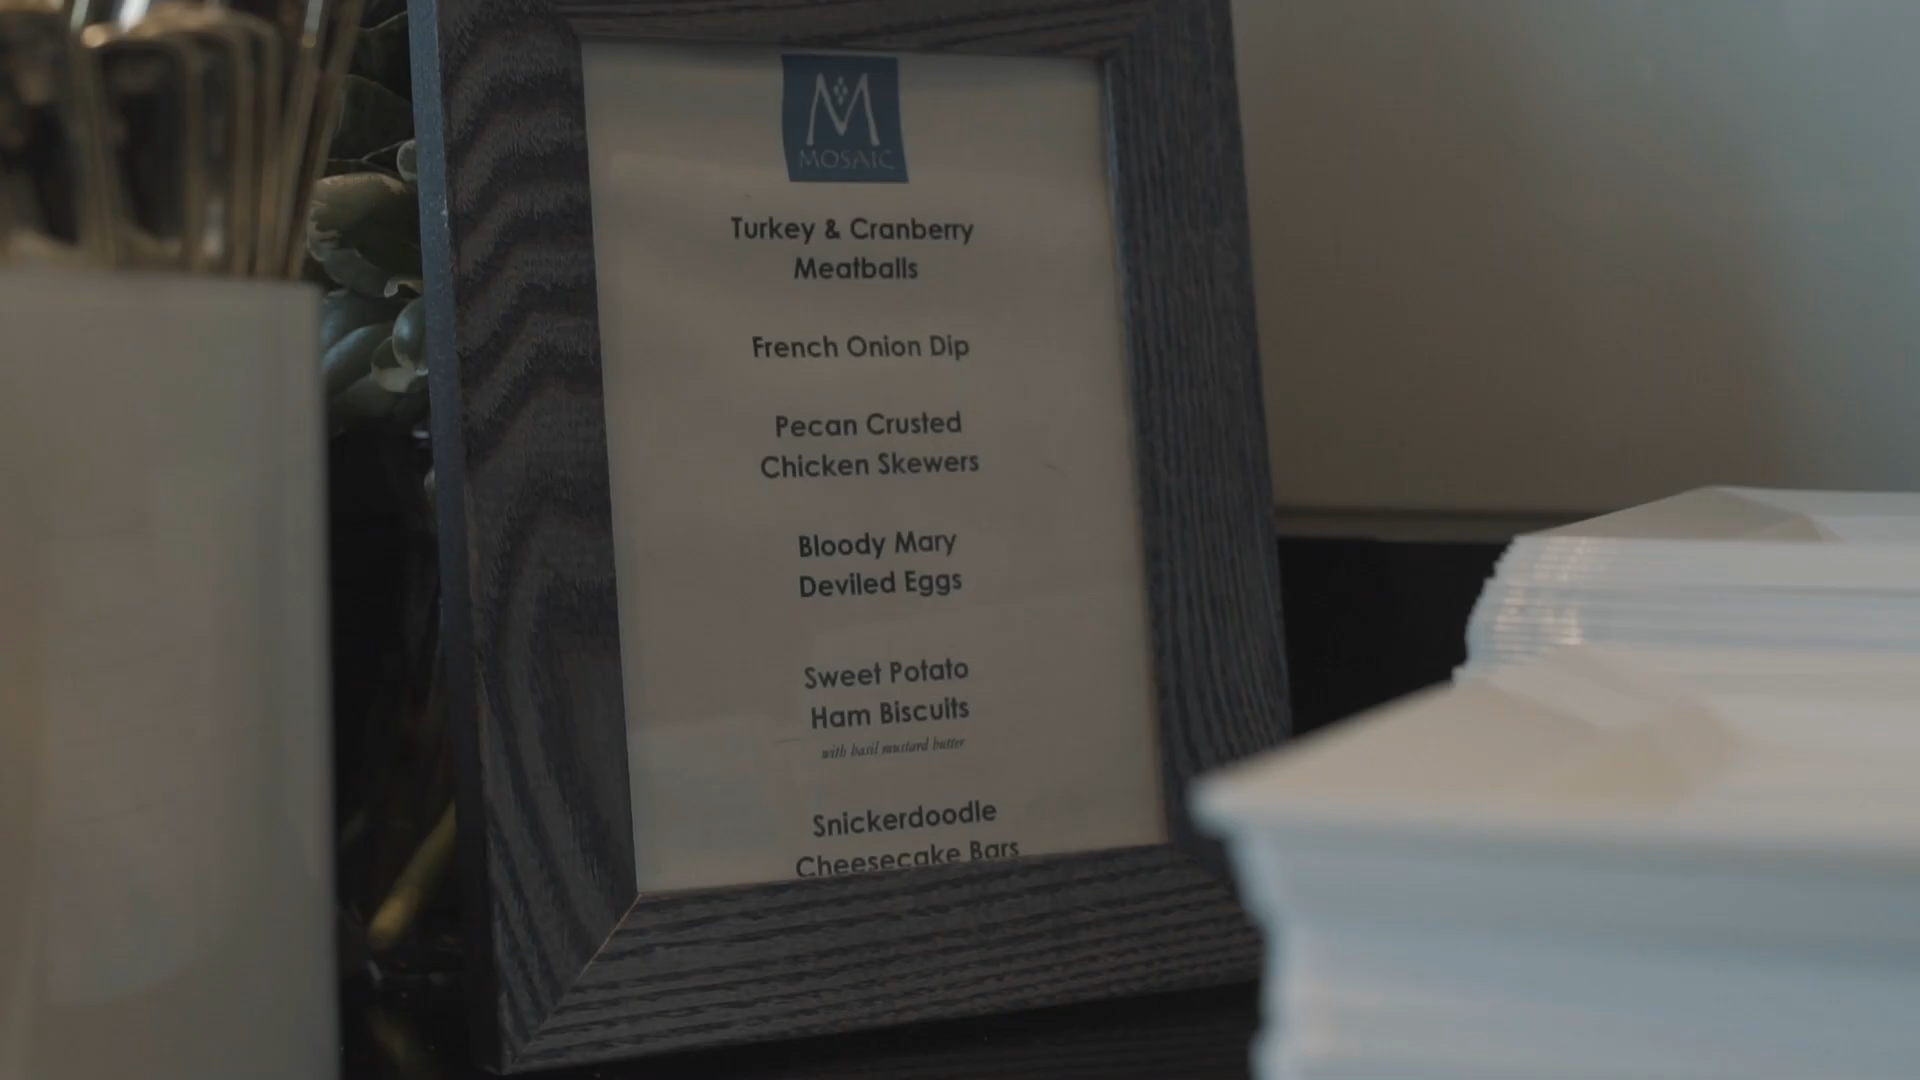 M
MOSAIC
Turkey & Cranberry
Meatballs
French Onion Dip
Pecan Crusted
Chicken Skewers
Bloody Mary
Deviled Eggs
Sweet Potato
Ham Biscuits
with basil mustard butter
Snickerdoodle
Cheesecake Bars